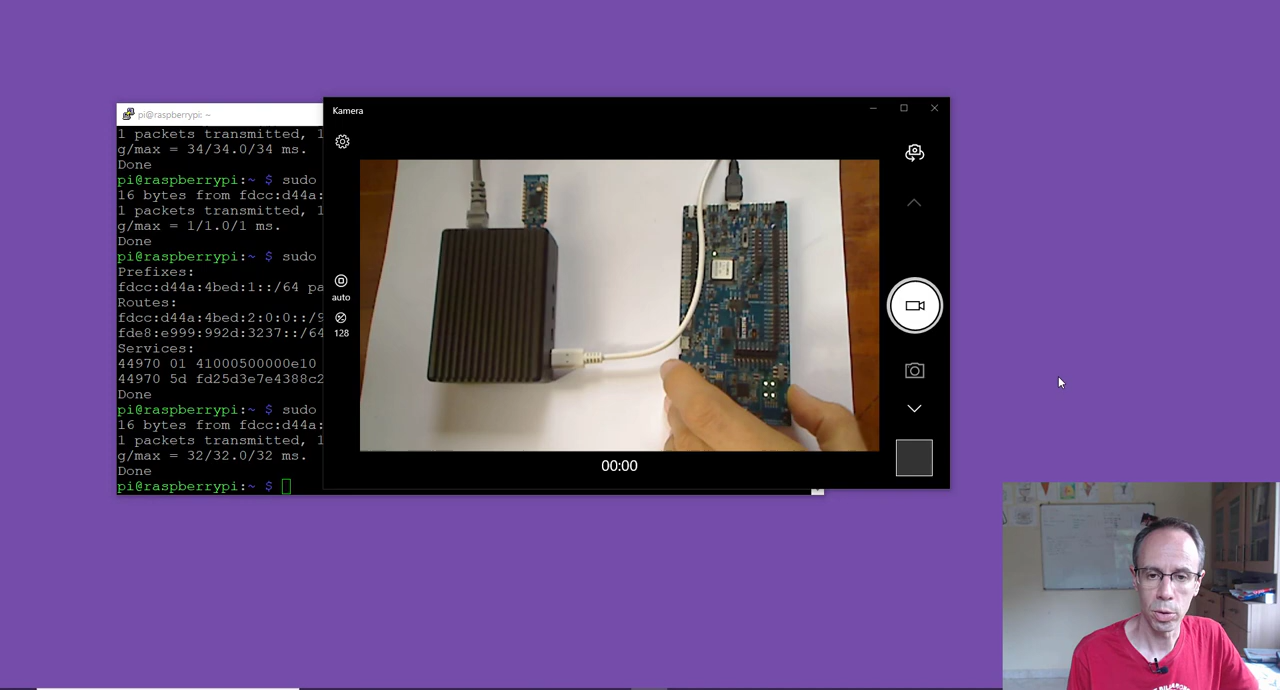 pi@raspberrypi: ~
1 packets transmitted, 1
g/max = 34/34.0/34 ms.
Done
pi@raspberrypi:~ $ sudo
16 bytes from fdcc:d44a:
1 packets transmitted, 1
g/max = 1/1.0/1 ms.
Done
pi@raspberrypi:~ $ sudo
Prefixes:
fdcc:d44a:4bed:1::/64 pa
Routes:
fdcc:d44a:4bed:2:0:0::/9
fde8:e999:992d:3237::/64
Services:
44970 01 41000500000e10
44970 5d fd25d3e7e4388c2
Done
pi@raspberrypi:~ $ sudo
16 bytes from fdcc:d44a:
1 packets transmitted, 1
g/max = 32/32.0/32 ms.
Done
pi@raspberrypi:~ $
Kamera
auto
128
00:00